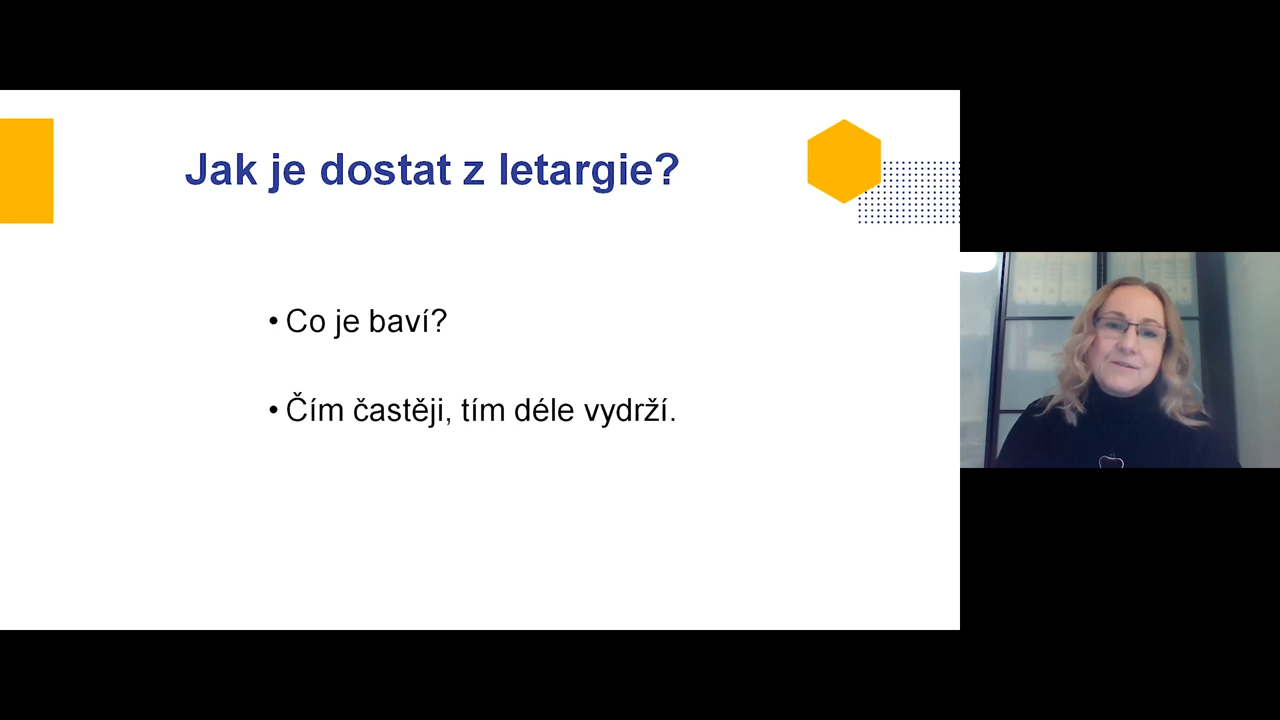 Jak je dostat z letargie?
• Co je baví?
• Čím častěji, tím déle vydrží.